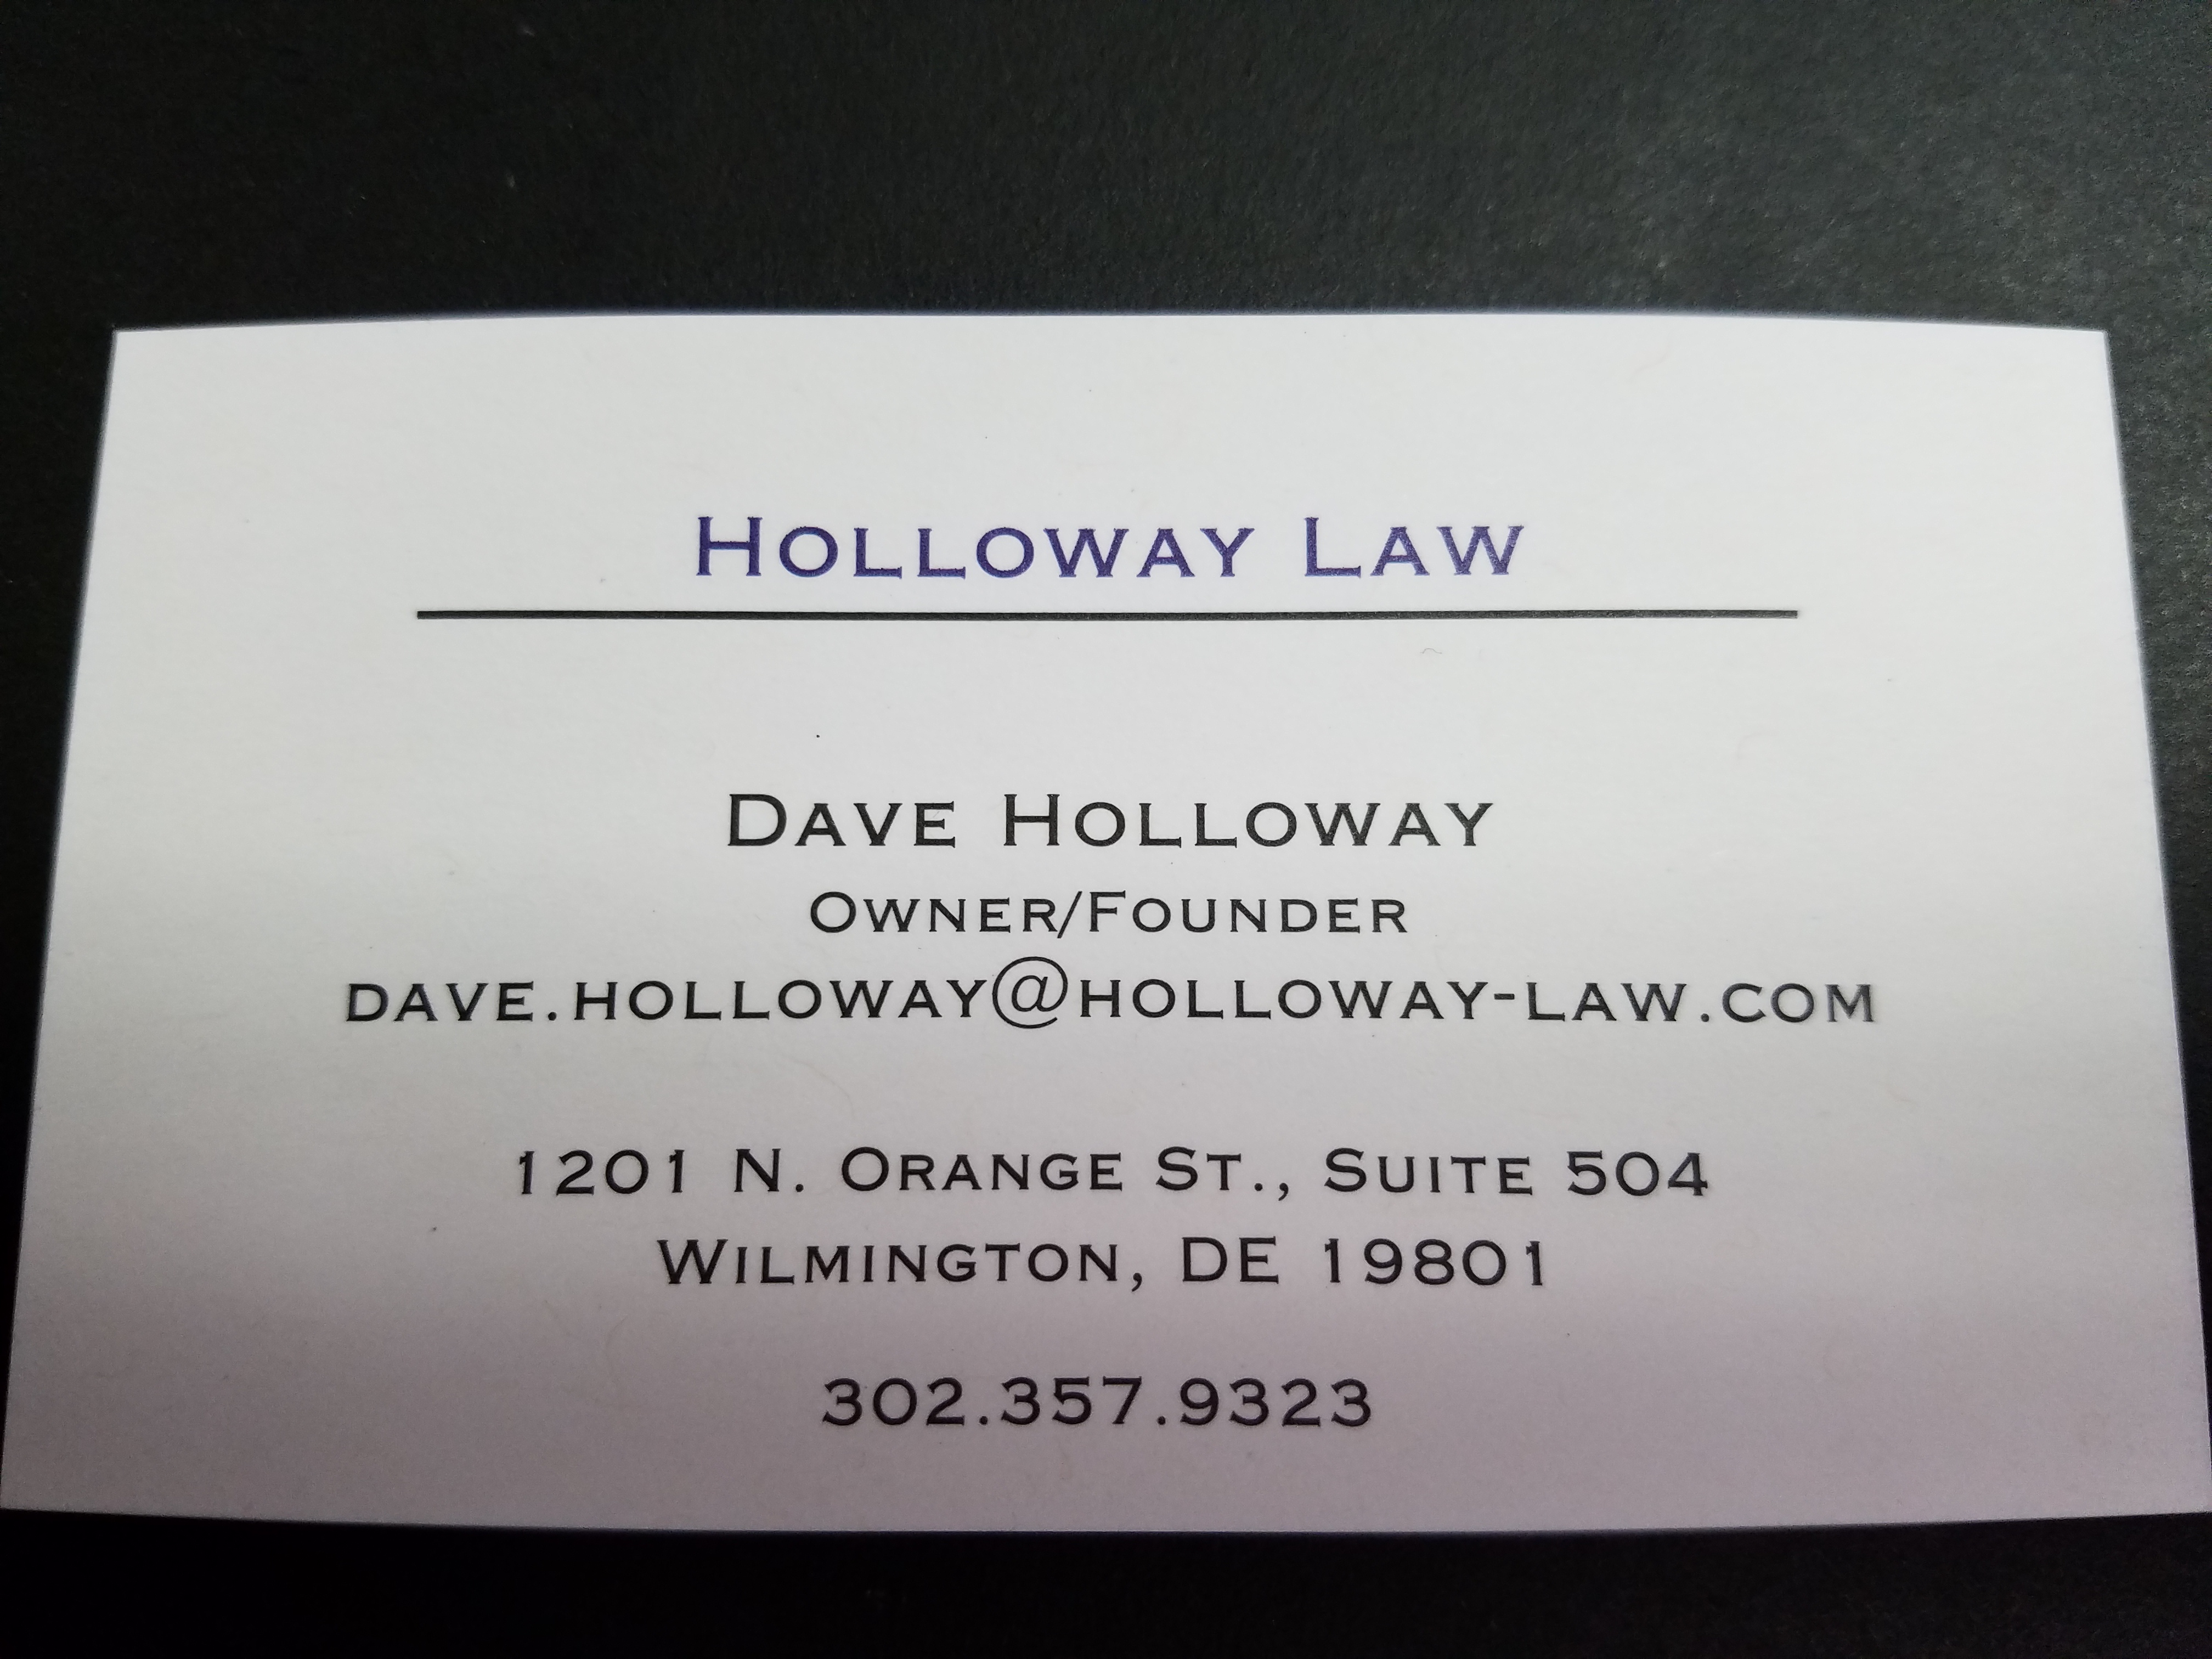 Holloway Law
Dave Holloway
Owner/Founder
dave.holloway@holloway-law.com
1201 N. Orange St., Suite 504
Wilmington, DE 19801
302.357.9323